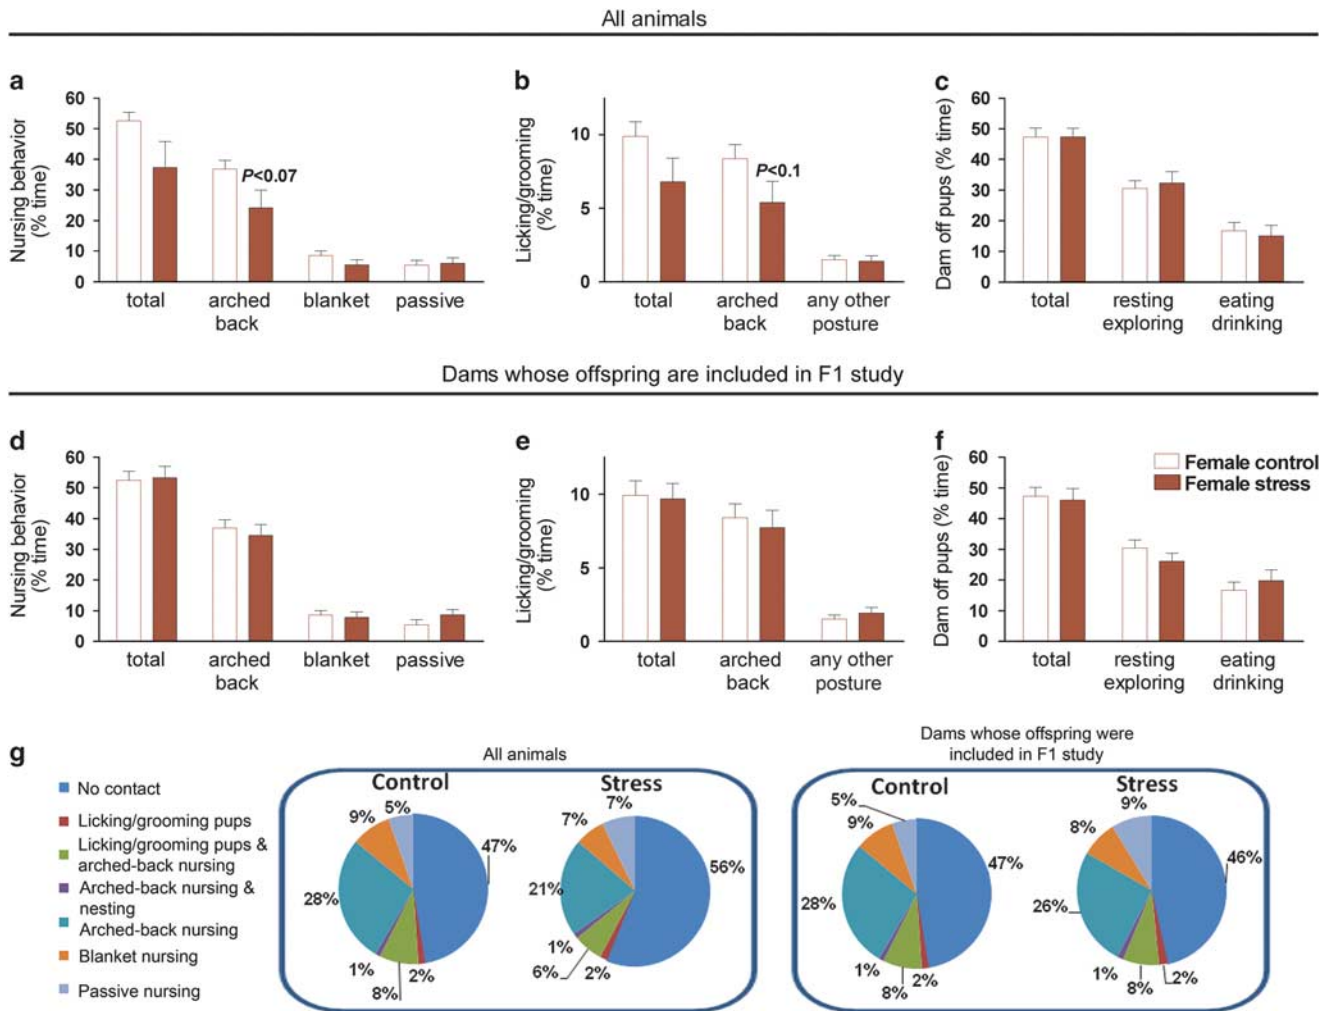 All animals
a
60
50
40
30
20
10
0
Nursing behavior
(% time)
P<0.07
total
arched
back
blanket
passive
b
10
5
0
Licking/grooming
(% time)
P<0.1
total
arched
back
any other
posture
c
60
50
40
30
20
10
0
Dam off pups (% time)
total
resting
exploring
eating
drinking
Dams whose offspring are included in F1 study
d
60
50
40
30
20
10
0
Nursing behavior
(% time)
total
arched
back
blanket
passive
e
10
5
0
Licking/grooming
(% time)
total
arched
back
any other
posture
f
60
50
40
30
20
10
0
Dam off pups (% time)
Female control
Female stress
total
resting
exploring
eating
drinking
g
No contact
Licking/grooming pups
Licking/grooming pups &
arched-back nursing
Arched-back nursing &
nesting
Arched-back nursing
Blanket nursing
Passive nursing
All animals
Control
5%
9%
47%
28%
1%
8%
2%
Stress
7%
7%
56%
21%
1%
6%
2%
Dams whose offspring were
included in F1 study
Control
5%
9%
47%
28%
1%
8%
2%
Stress
9%
8%
46%
26%
1%
8%
2%